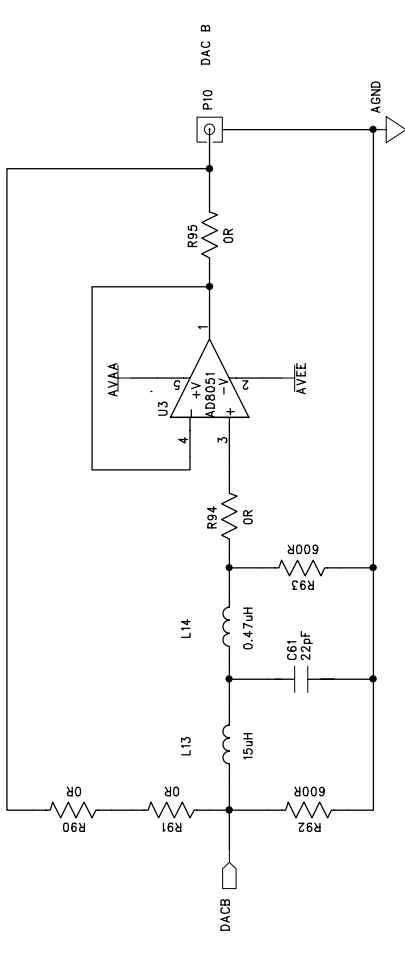 DAC B
P10
AGND
R95
0R
AVAA
U3
AD8051
+V
-V
5
2
1
4
3
−
+
AVEE
R94
0R
R93
600R
L14
0.47uH
C61
22pF
L13
15uH
R90
0R
R91
0R
R92
600R
DACB